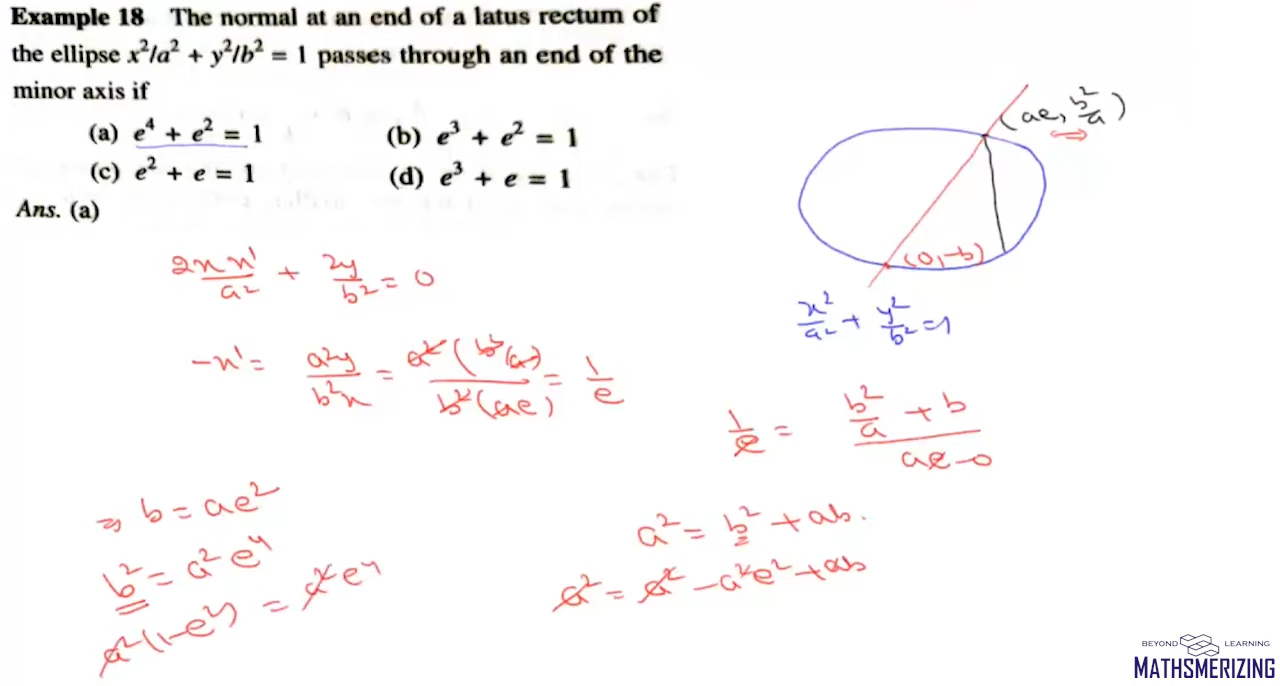 Example 18 The normal at an end of a latus rectum of
the ellipse x²/a² + y²/b² = 1 passes through an end of the
minor axis if
(a) e⁴ + e² = 1 (b) e³ + e² = 1
(c) e² + e = 1 (d) e³ + e = 1
Ans. (a)
(ae, b²/a)
(0,-b)
x²/a² + y²/b² = 1
2x x'/a² + 2y/b² = 0
-x' = a²y/b²x = a²(b²/a)/b²(ae) = 1/e
1/e = (b²/a + b)/(ae-0)
a² = b² + ab.
a² = a² - a²e² + ab
⇒ b = ae²
b² = a²e⁴
a²(1-e²) = a²e⁴
BEYOND LEARNING
MATHSMERIZING